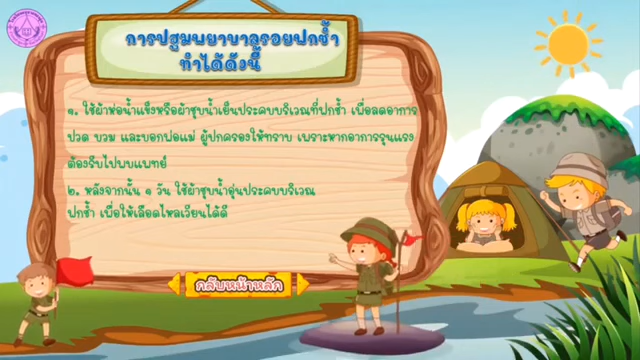 การปฐมพยาบาลรอยฟกช้ำ
ทำได้ดังนี้
๑. ใช้ผ้าห่อน้ำแข็งหรือผ้าชุบน้ำเย็นประคบบริเวณที่ฟกช้ำ เพื่อลดอาการ
ปวด บวม และบอกพ่อแม่ ผู้ปกครองให้ทราบ เพราะหากอาการรุนแรง
ต้องรีบไปพบแพทย์
๒. หลังจากนั้น ๑ วัน ใช้ผ้าชุบน้ำอุ่นประคบบริเวณ
ฟกช้ำ เพื่อให้เลือดไหลเวียนได้ดี
กลับหน้าหลัก